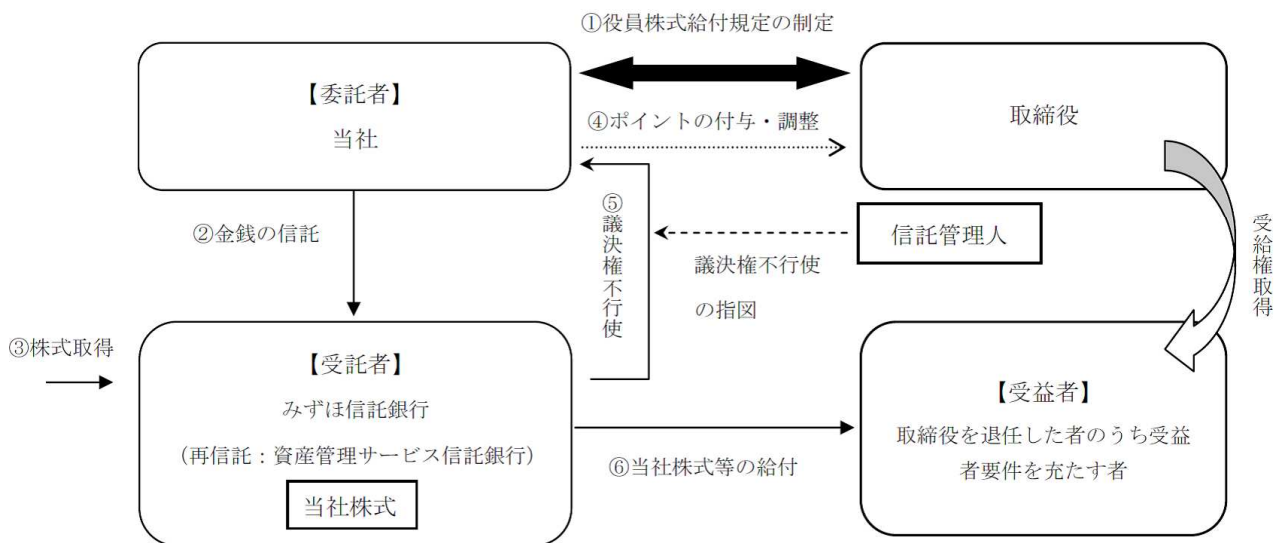 ①役員株式給付規定の制定
【委託者】
当社
④ポイントの付与・調整
取締役
②金銭の信託
⑤議決権不行使
信託管理人
議決権不行使
の指図
受給権取得
③株式取得
【受託者】
みずほ信託銀行
(再信託:資産管理サービス信託銀行)
当社株式
⑥当社株式等の給付
【受益者】
取締役を退任した者のうち受益
者要件を充たす者